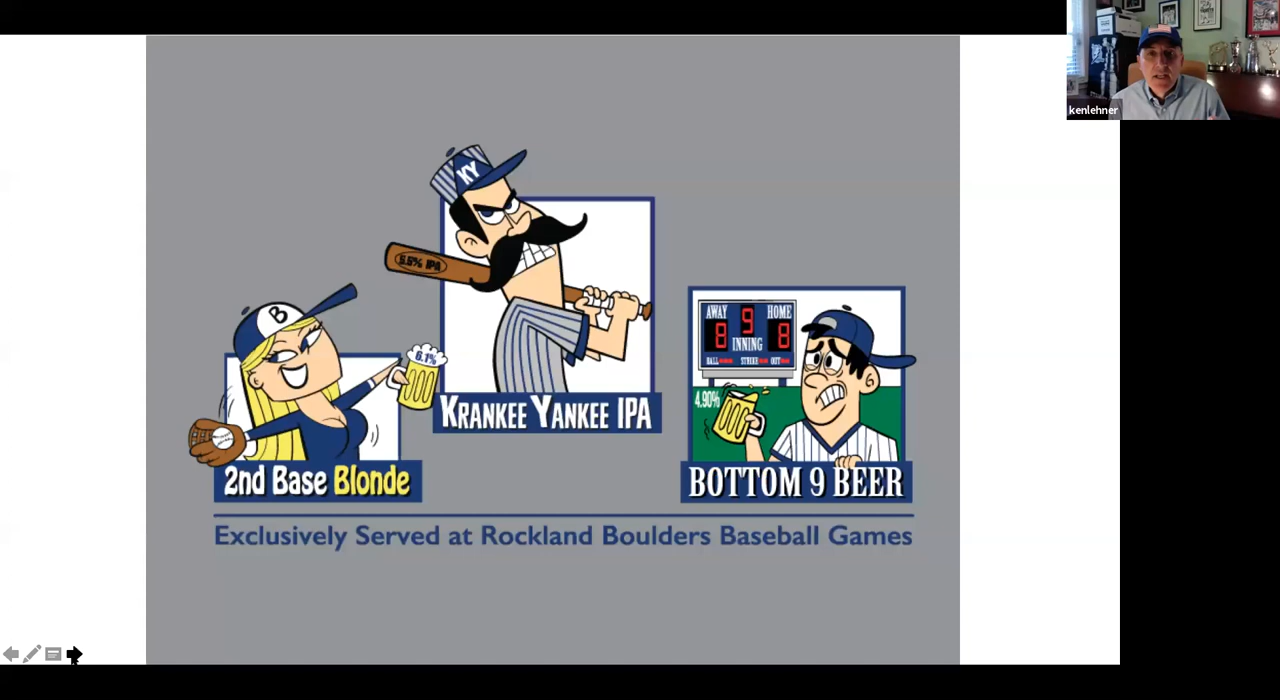 kenlehner
KY
5.5% IPA
B
6.1%
KRANKEE YANKEE IPA
AWAY 9 HOME
8 INNING 8
BALL STRIKE OUT
4.90%
2nd Base Blonde
BOTTOM 9 BEER
Exclusively Served at Rockland Boulders Baseball Games